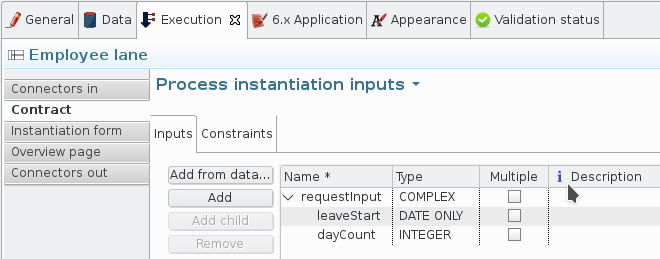 General Data Execution 6.x Application Appearance Validation status
Employee lane
Connectors in
Contract
Instantiation form
Overview page
Connectors out
Process instantiation inputs
Inputs Constraints
Add from data...
Add
Add child
Remove
Name * Type Multiple i Description
requestInput COMPLEX
leaveStart DATE ONLY
dayCount INTEGER